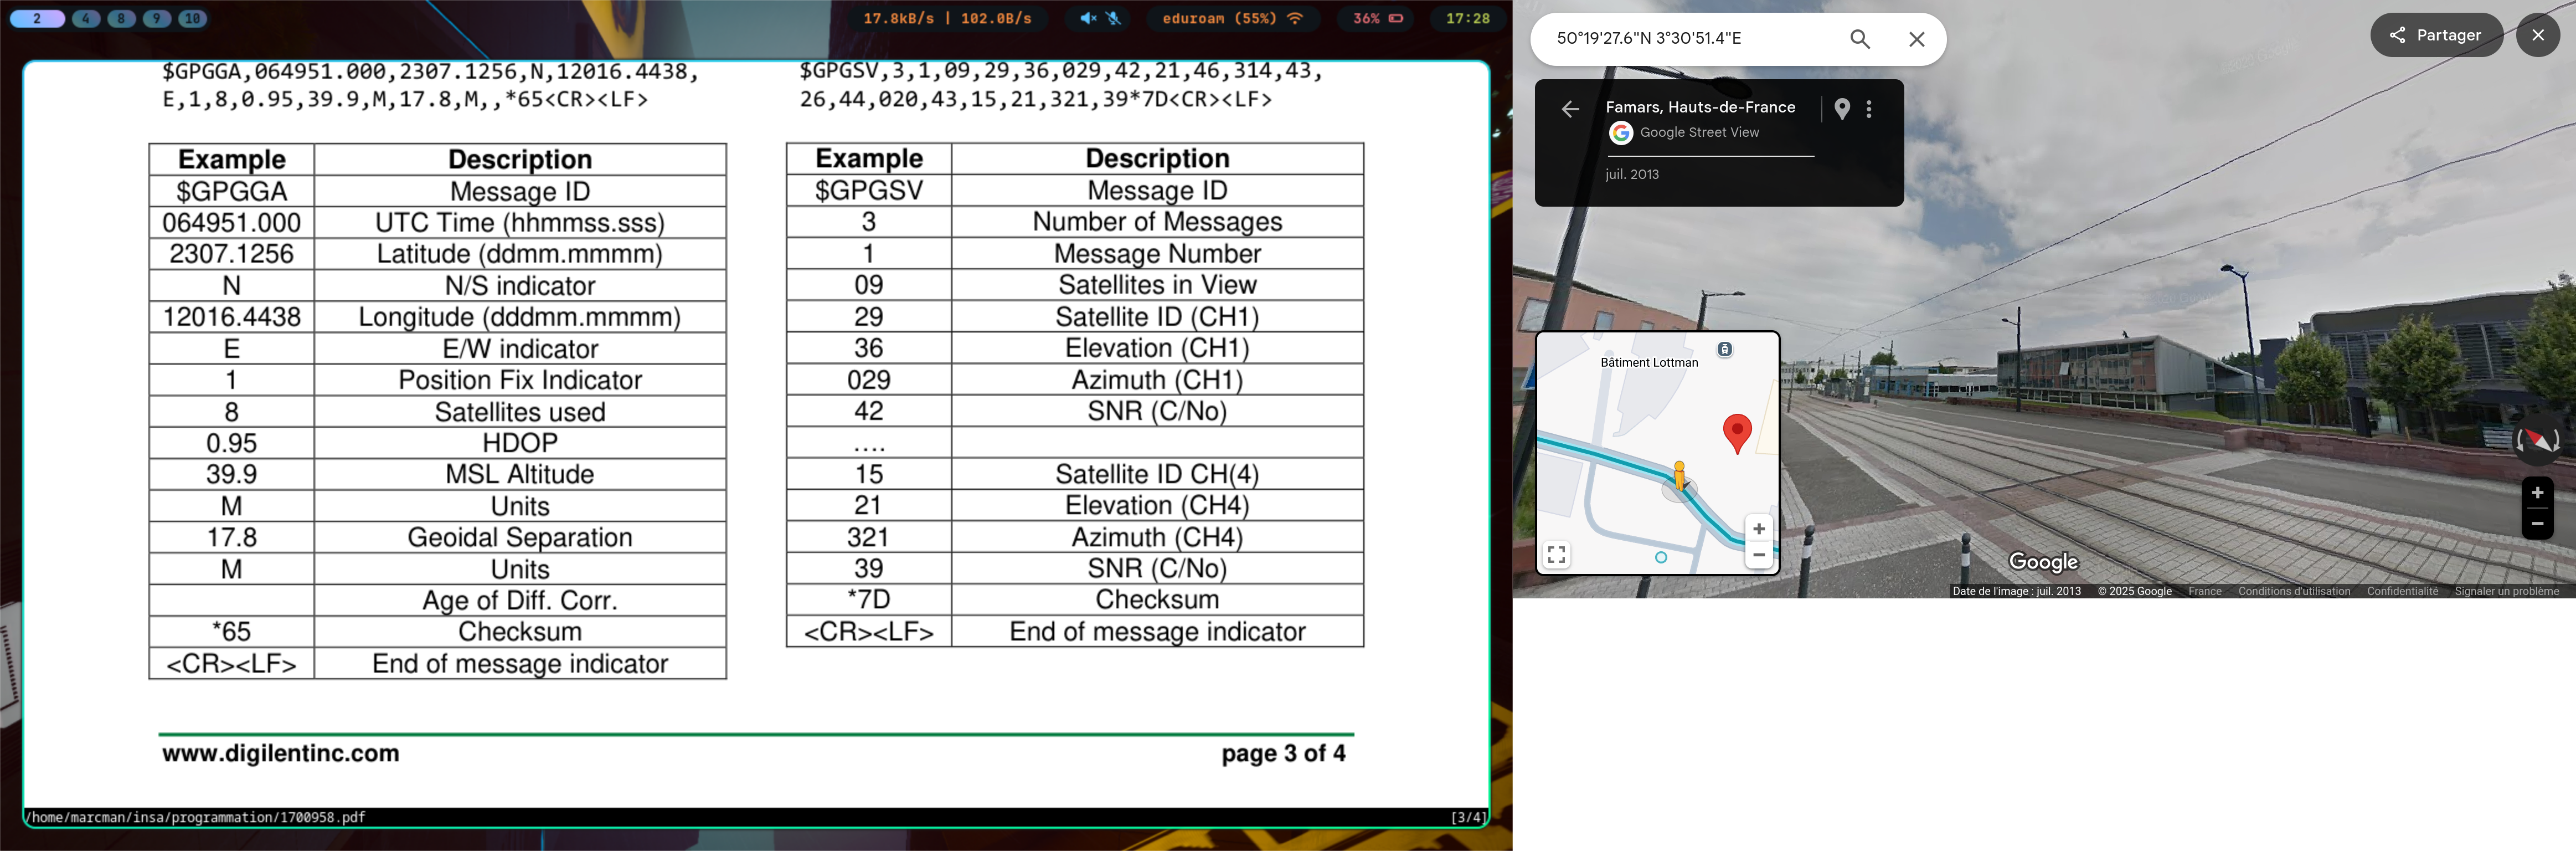 2 4 8 9 10
17.8kB/s | 102.0B/s
eduroam (55%)
36%
17:28
$GPGGA,064951.000,2307.1256,N,12016.4438,
E,1,8,0.95,39.9,M,17.8,M,,*65<CR><LF>
Example Description
$GPGGA Message ID
064951.000 UTC Time (hhmmss.sss)
2307.1256 Latitude (ddmm.mmmm)
N N/S indicator
12016.4438 Longitude (dddmm.mmmm)
E E/W indicator
1 Position Fix Indicator
8 Satellites used
0.95 HDOP
39.9 MSL Altitude
M Units
17.8 Geoidal Separation
M Units
Age of Diff. Corr.
*65 Checksum
<CR><LF> End of message indicator
$GPGSV,3,1,09,29,36,029,42,21,46,314,43,
26,44,020,43,15,21,321,39*7D<CR><LF>
Example Description
$GPGSV Message ID
3 Number of Messages
1 Message Number
09 Satellites in View
29 Satellite ID (CH1)
36 Elevation (CH1)
029 Azimuth (CH1)
42 SNR (C/No)
....
15 Satellite ID CH(4)
21 Elevation (CH4)
321 Azimuth (CH4)
39 SNR (C/No)
*7D Checksum
<CR><LF> End of message indicator
www.digilentinc.com
page 3 of 4
/home/marcman/insa/programmation/1700958.pdf
[3/4]
50°19'27.6"N 3°30'51.4"E
Partager
Famars, Hauts-de-France
Google Street View
juil. 2013
Bâtiment Lottman
Google
Date de l'image : juil. 2013 © 2025 Google France Conditions d'utilisation Confidentialité Signaler un problème